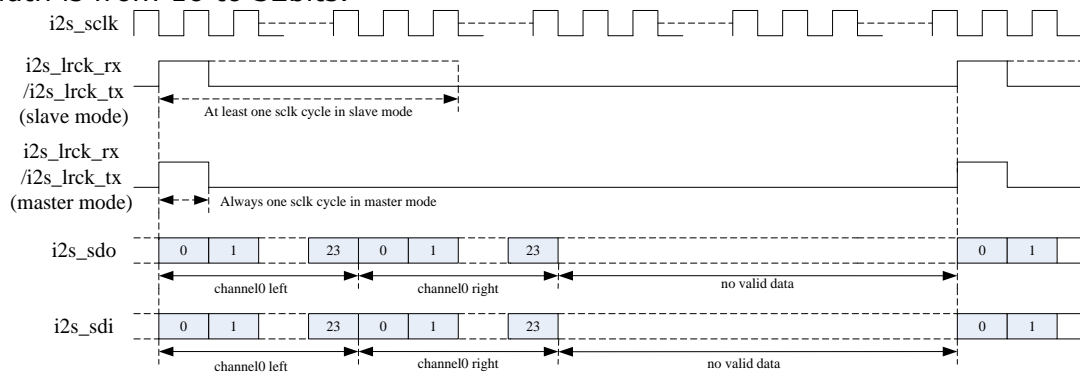 i2s_sclk
i2s_lrck_rx
/i2s_lrck_tx
(slave mode)
At least one sclk cycle in slave mode
i2s_lrck_rx
/i2s_lrck_tx
(master mode)
Always one sclk cycle in master mode
i2s_sdo
0 1 23 0 1 23 0 1
channel0 left channel0 right no valid data
i2s_sdi
0 1 23 0 1 23 0 1
channel0 left channel0 right no valid data